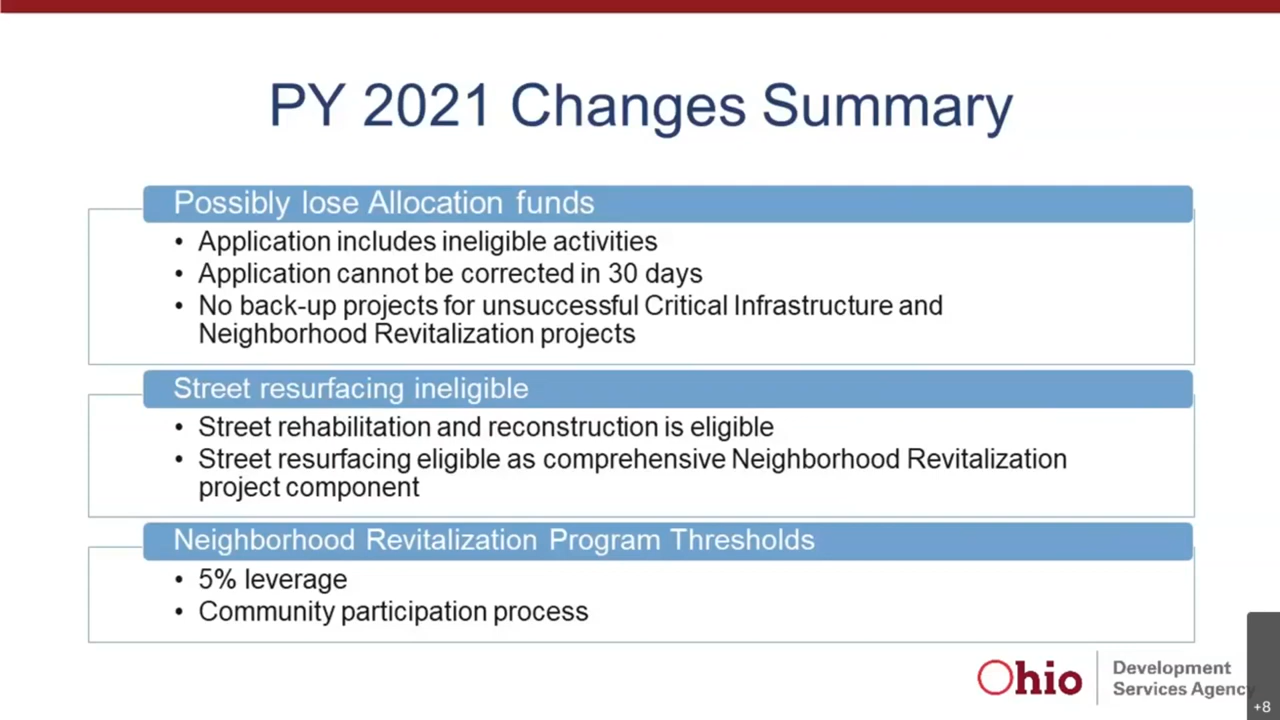 PY 2021 Changes Summary
Possibly lose Allocation funds
• Application includes ineligible activities
• Application cannot be corrected in 30 days
• No back-up projects for unsuccessful Critical Infrastructure and
Neighborhood Revitalization projects
Street resurfacing ineligible
• Street rehabilitation and reconstruction is eligible
• Street resurfacing eligible as comprehensive Neighborhood Revitalization
project component
Neighborhood Revitalization Program Thresholds
• 5% leverage
• Community participation process
Ohio
Development
Services Agency
+8